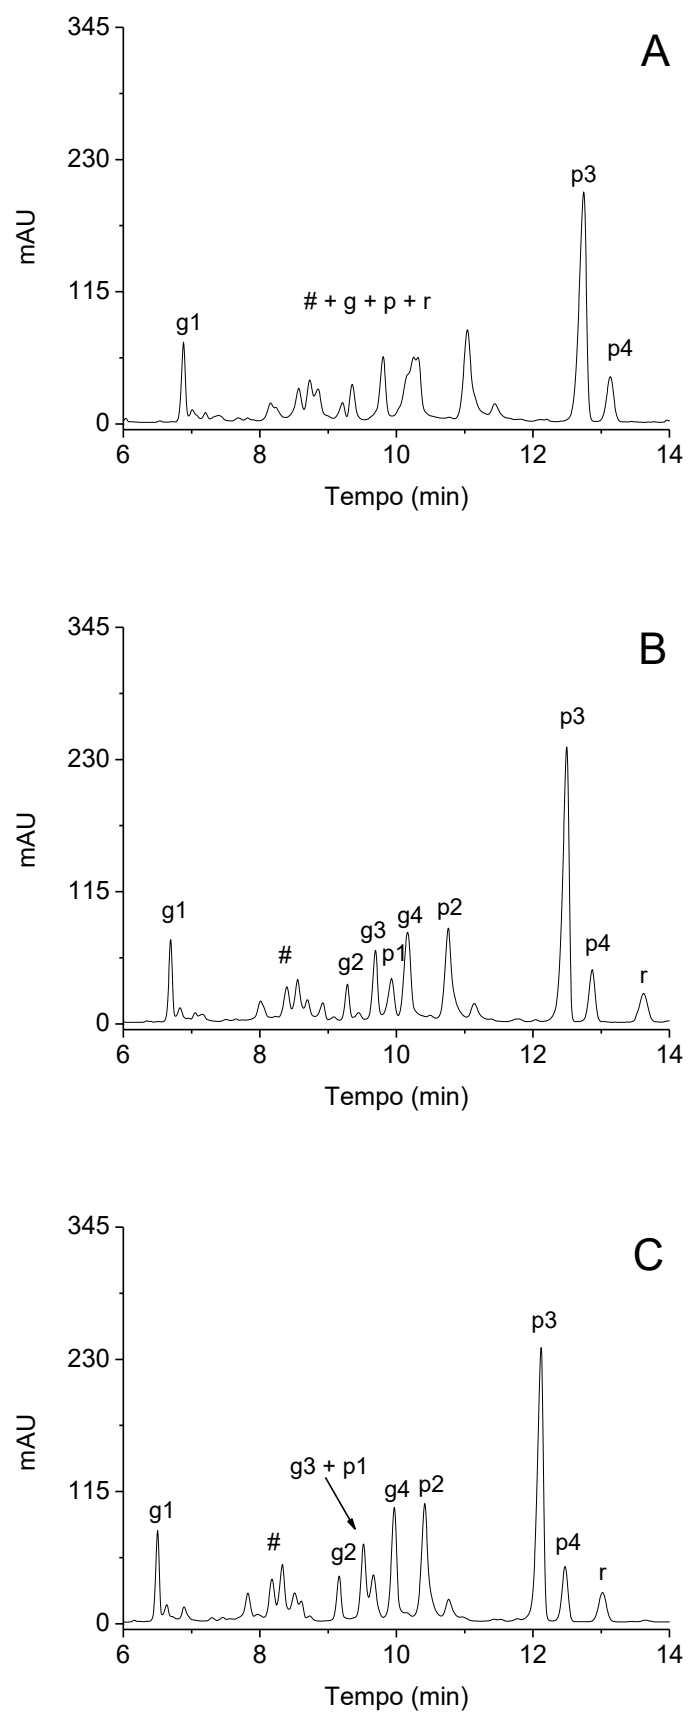 345
A
230
p3
mAU
# + g + p + r
115
g1
p4
0
6 8 10 12 14
Tempo (min)
345
B
p3
230
mAU
115
g1
p2
g4
g3
p4
#
p1
g2
r
0
6 8 10 12 14
Tempo (min)
345
C
p3
230
mAU
g3 + p1
115
g4 p2
g1
#
p4
g2
r
0
6 8 10 12 14
Tempo (min)